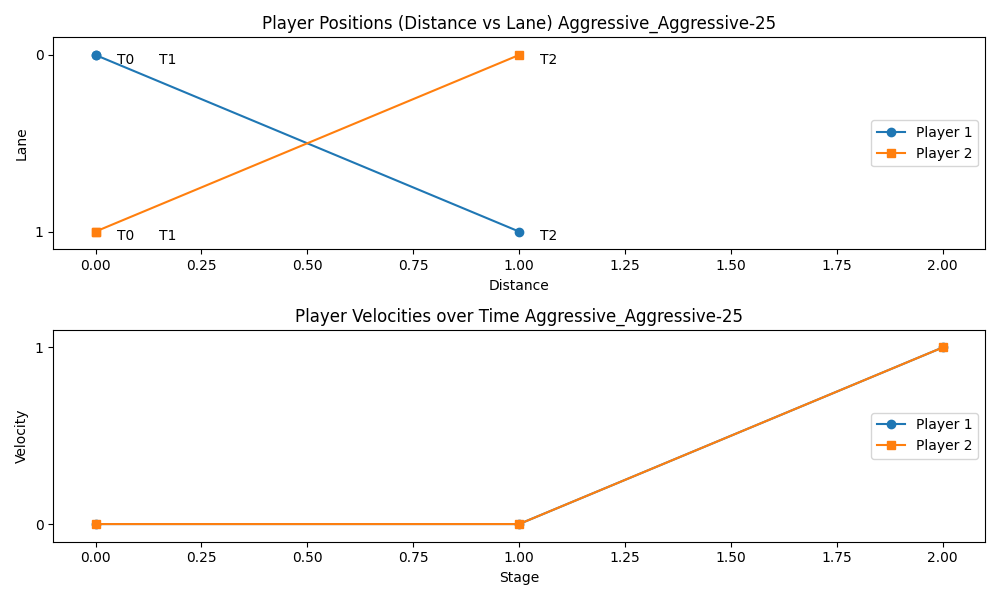 Player Positions (Distance vs Lane) Aggressive_Aggressive-25
0
T0 T1 T2
Lane
Player 1
Player 2
1
T0 T1 T2
0.00 0.25 0.50 0.75 1.00 1.25 1.50 1.75 2.00
Distance
Player Velocities over Time Aggressive_Aggressive-25
1
Velocity
Player 1
Player 2
0
0.00 0.25 0.50 0.75 1.00 1.25 1.50 1.75 2.00
Stage